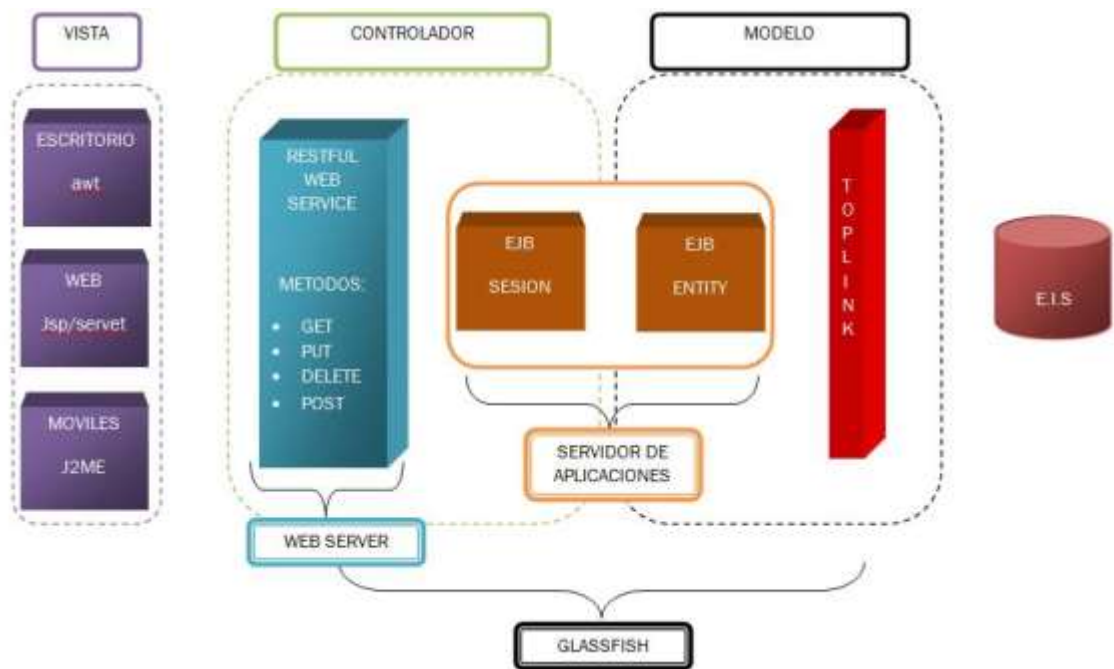 VISTA
CONTROLADOR
MODELO
ESCRITORIO
awt
WEB
Jsp/servet
MOVILES
J2ME
RESTFUL
WEB
SERVICE
METODOS:
• GET
• PUT
• DELETE
• POST
EJB
SESION
EJB
ENTITY
TOPLINK
E.I.S
SERVIDOR DE
APLICACIONES
WEB SERVER
GLASSFISH